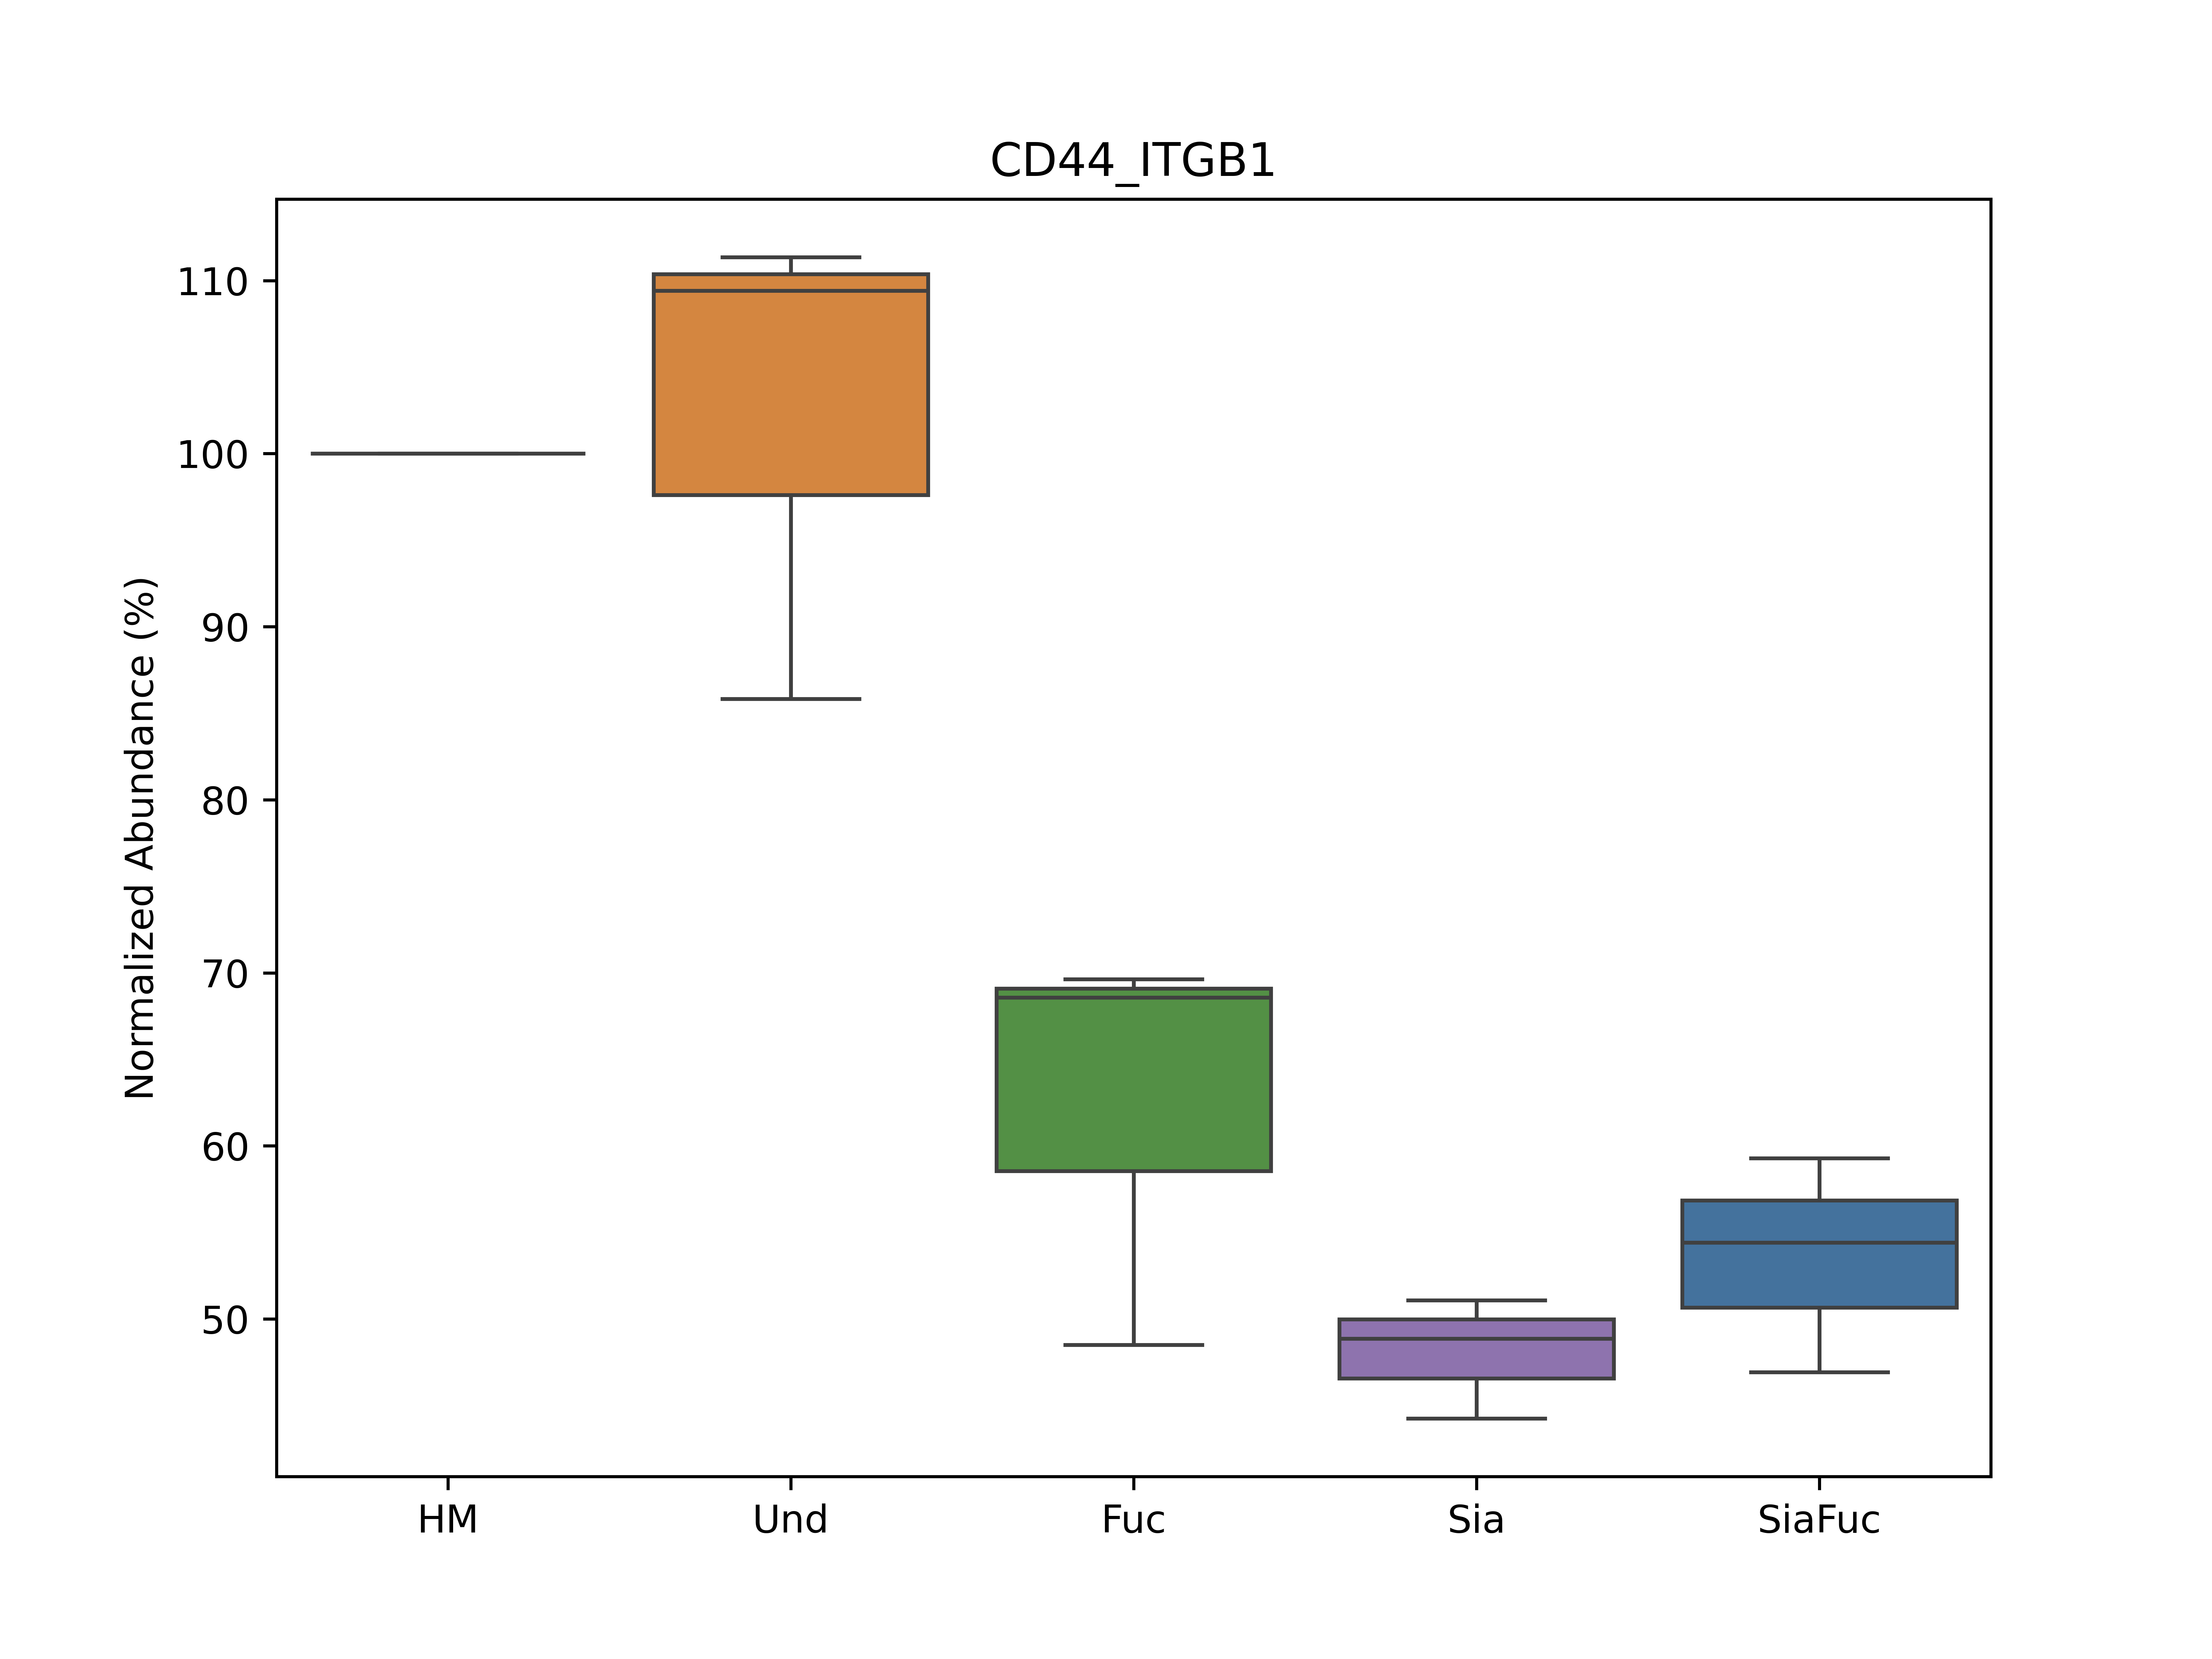 CD44_ITGB1
Normalized Abundance (%)
110
100
90
80
70
60
50
HM Und Fuc Sia SiaFuc